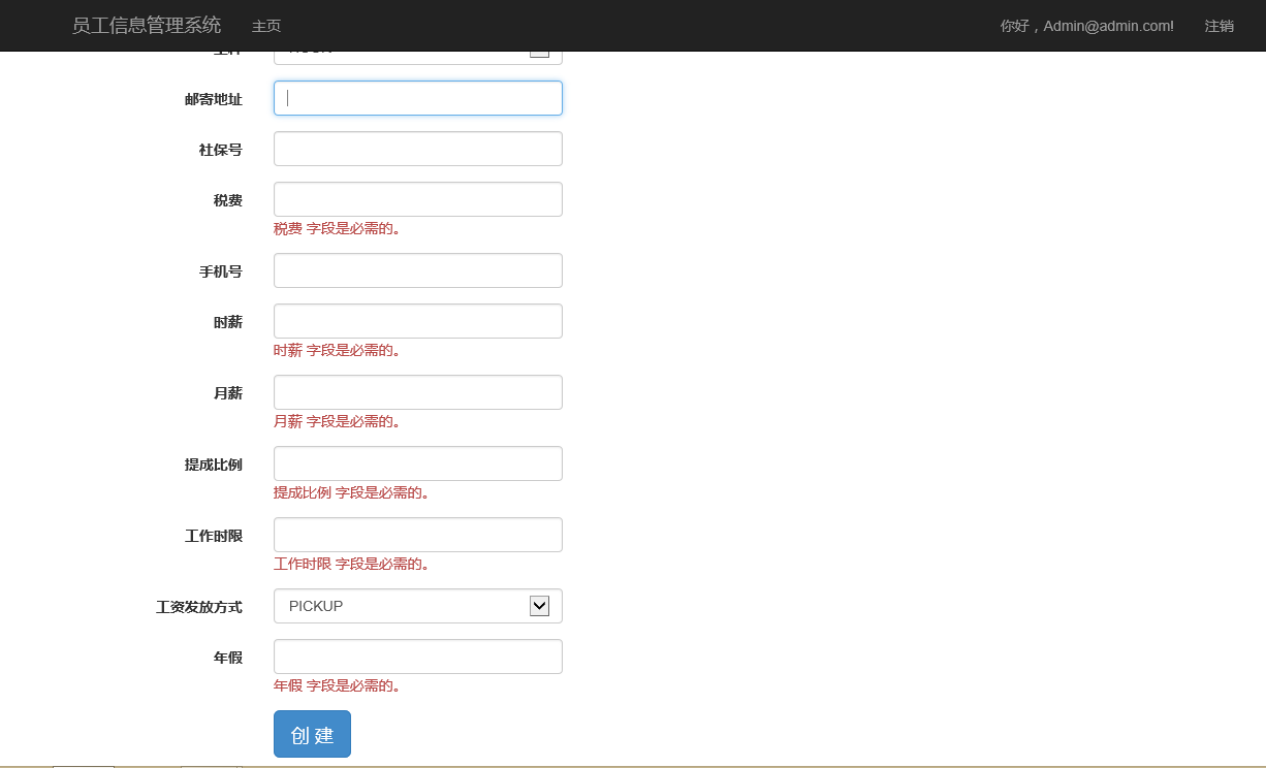 员工信息管理系统 主页 你好，Admin@admin.com! 注销
邮寄地址
社保号
税费
税费 字段是必需的。
手机号
时薪
时薪 字段是必需的。
月薪
月薪 字段是必需的。
提成比例
提成比例 字段是必需的。
工作时限
工作时限 字段是必需的。
工资发放方式 PICKUP
年假
年假 字段是必需的。
创建